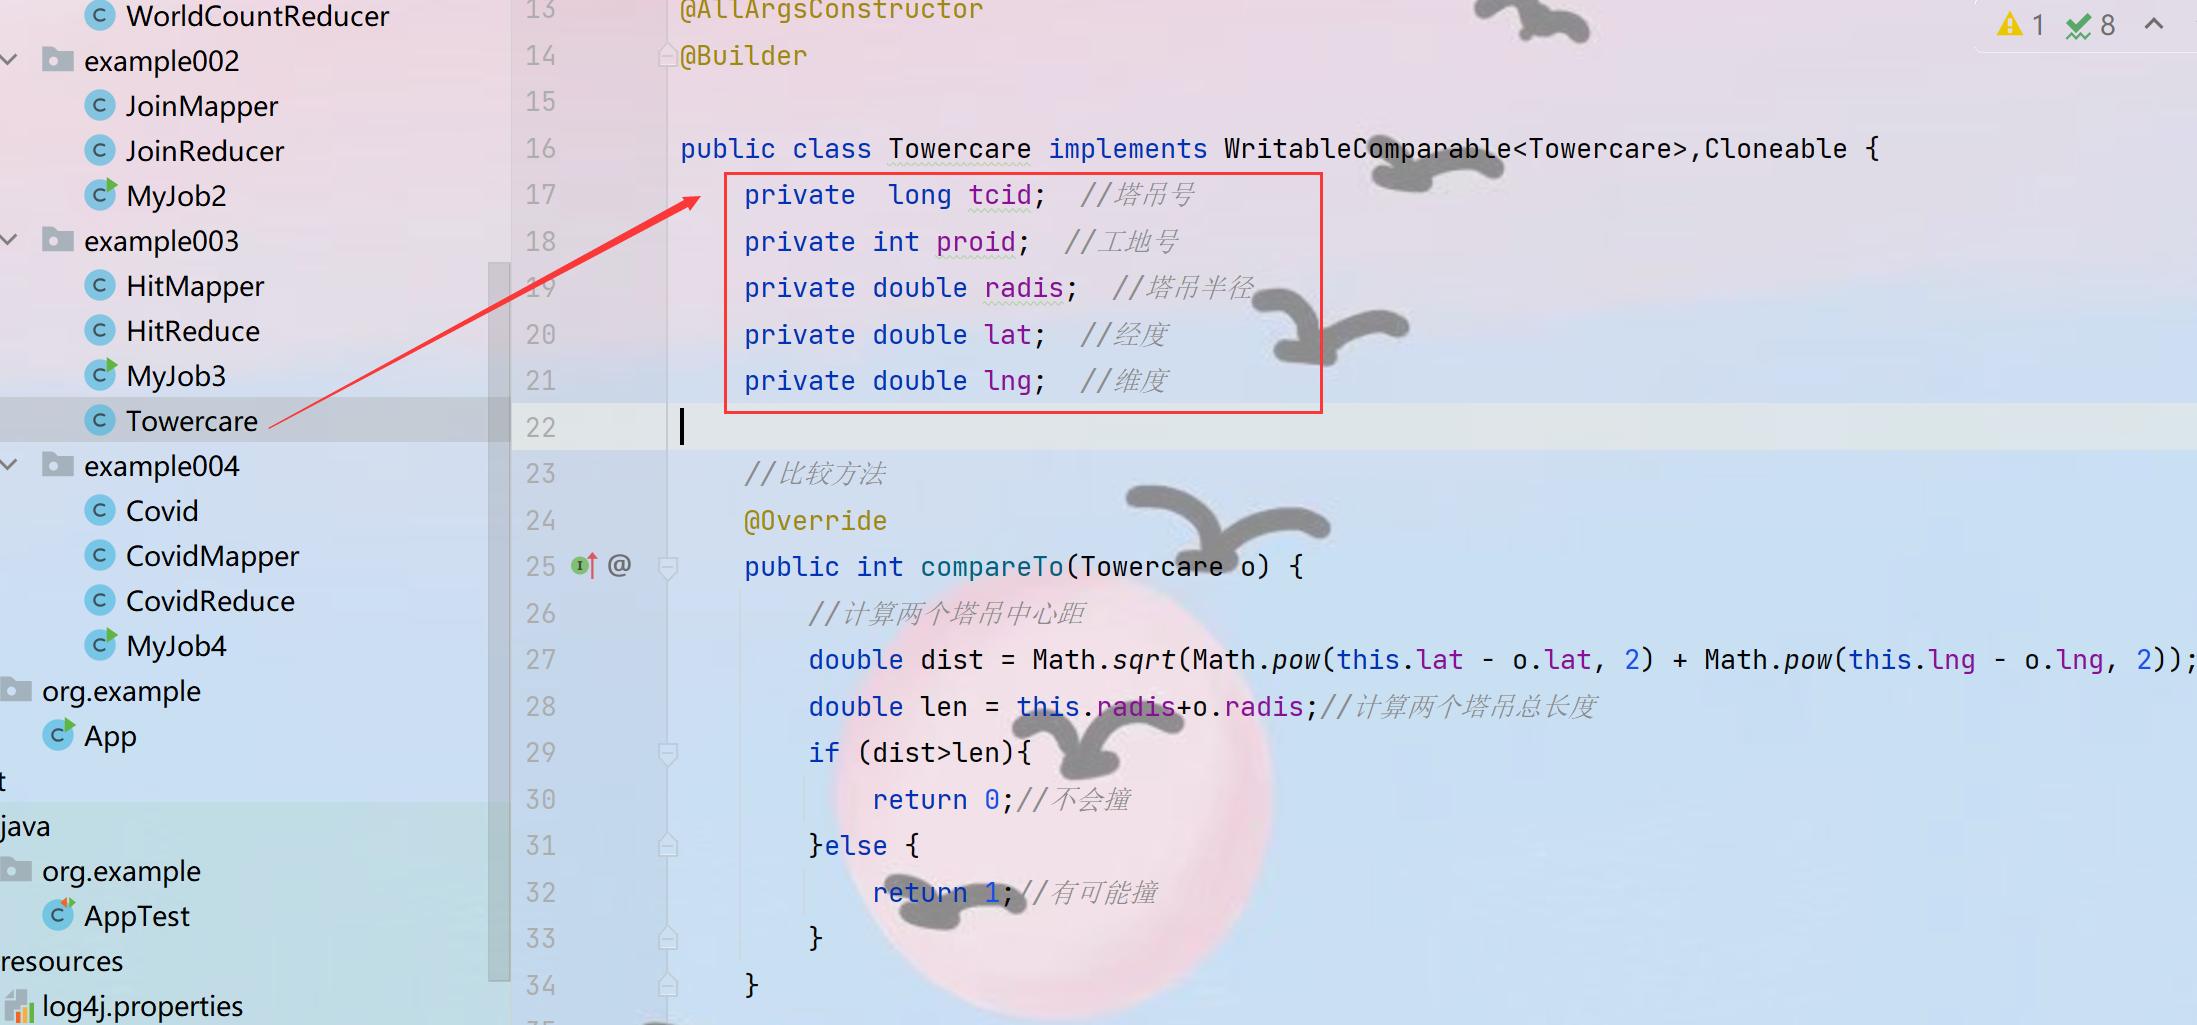 WorldCountReducer
example002
JoinMapper
JoinReducer
MyJob2
example003
HitMapper
HitReduce
MyJob3
Towercare
example004
Covid
CovidMapper
CovidReduce
MyJob4
org.example
App
t
java
org.example
AppTest
resources
log4j.properties
1 8
13 @AllArgsConstructor
14 @Builder
15
16 public class Towercare implements WritableComparable<Towercare>,Cloneable {
17 private  long tcid;  //塔吊号
18 private int proid;  //工地号
19 private double radis;  //塔吊半径
20 private double lat;  //经度
21 private double lng;  //维度
22
23 //比较方法
24 @Override
25 @ public int compareTo(Towercare o) {
26 //计算两个塔吊中心距
27 double dist = Math.sqrt(Math.pow(this.lat - o.lat, 2) + Math.pow(this.lng - o.lng, 2));
28 double len = this.radis+o.radis;//计算两个塔吊总长度
29 if (dist>len){
30 return 0;//不会撞
31 }else {
32 return 1;//有可能撞
33 }
34 }